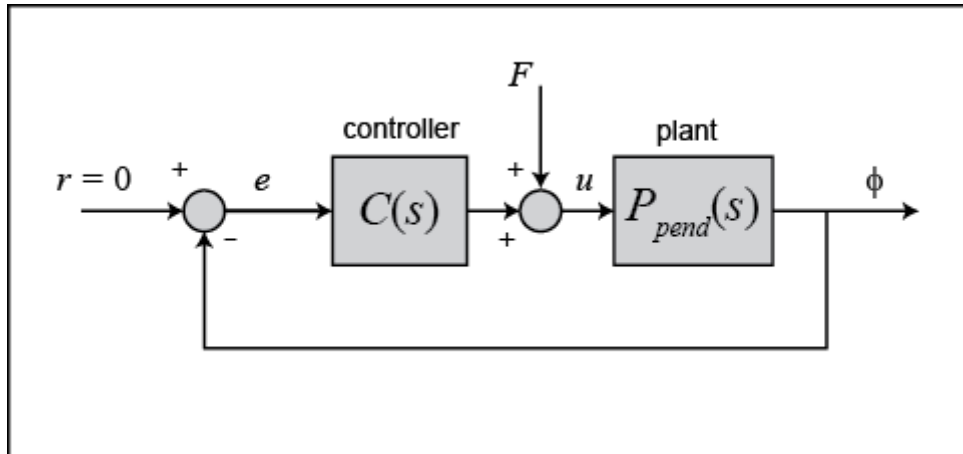 F
controller
plant
r = 0
+
e
+
u
ϕ
C(s)
P_pend(s)
-
+